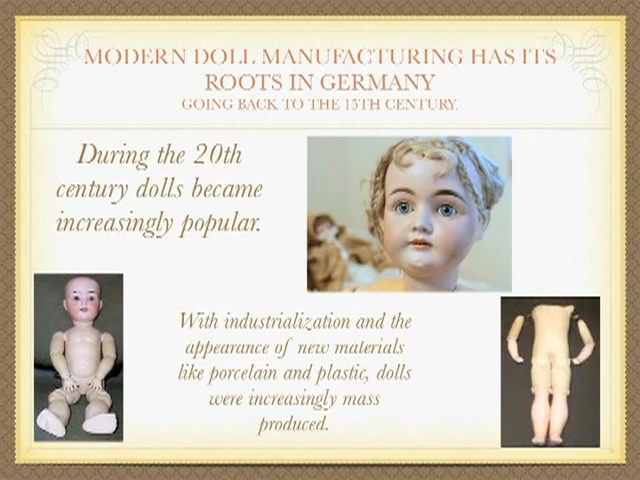 MODERN DOLL MANUFACTURING HAS ITS
ROOTS IN GERMANY
GOING BACK TO THE 15TH CENTURY.
During the 20th
century dolls became
increasingly popular.
With industrialization and the
appearance of new materials
like porcelain and plastic, dolls
were increasingly mass
produced.